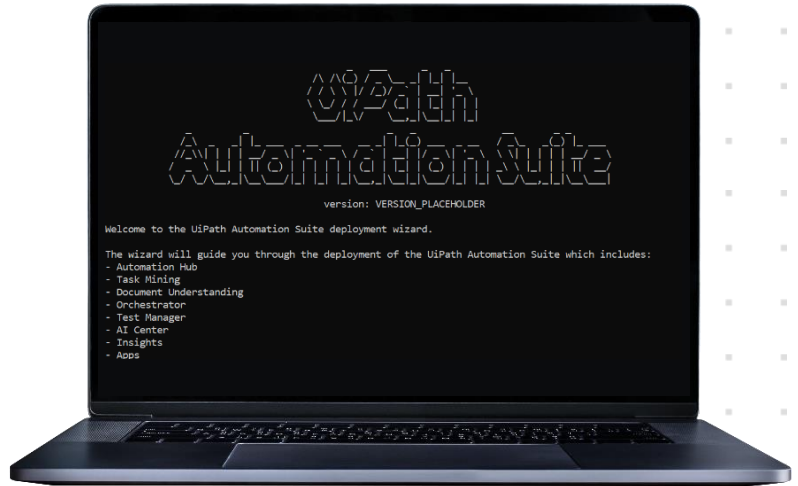 UiPath
Automation Suite
version: VERSION_PLACEHOLDER
Welcome to the UiPath Automation Suite deployment wizard.
The wizard will guide you through the deployment of the UiPath Automation Suite which includes:
- Automation Hub
- Task Mining
- Document Understanding
- Orchestrator
- Test Manager
- AI Center
- Insights
- Apps